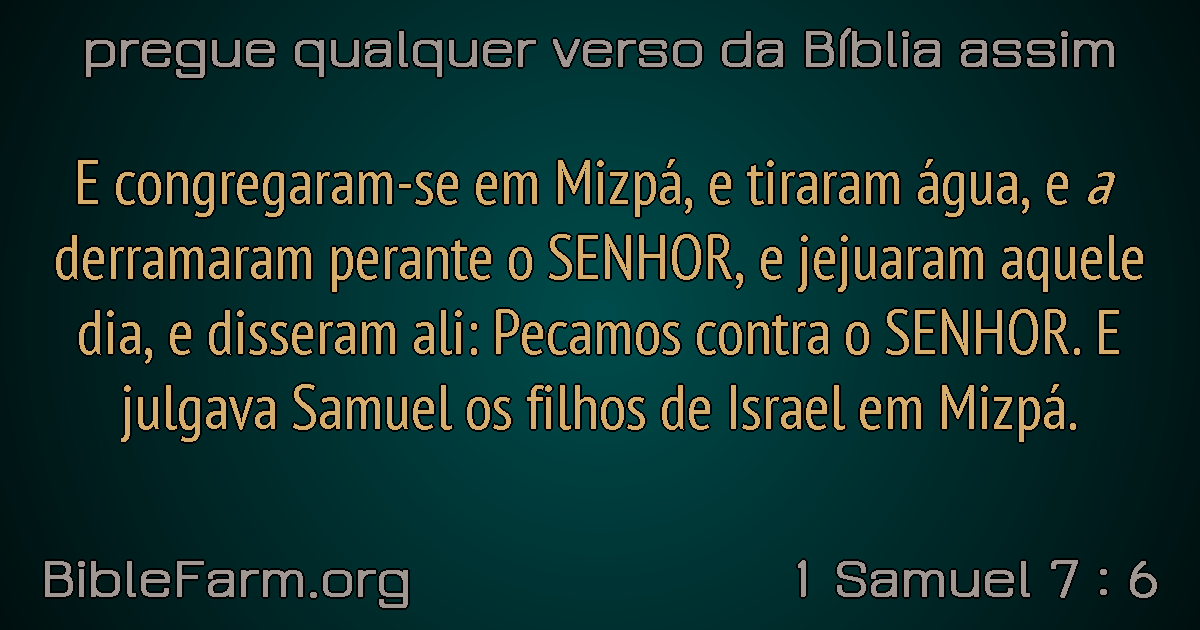 pregue qualquer verso da Bíblia assim
E congregaram-se em Mizpá, e tiraram água, e a
derramaram perante o SENHOR, e jejuaram aquele
dia, e disseram ali: Pecamos contra o SENHOR. E
julgava Samuel os filhos de Israel em Mizpá.
BibleFarm.org
1 Samuel 7 : 6